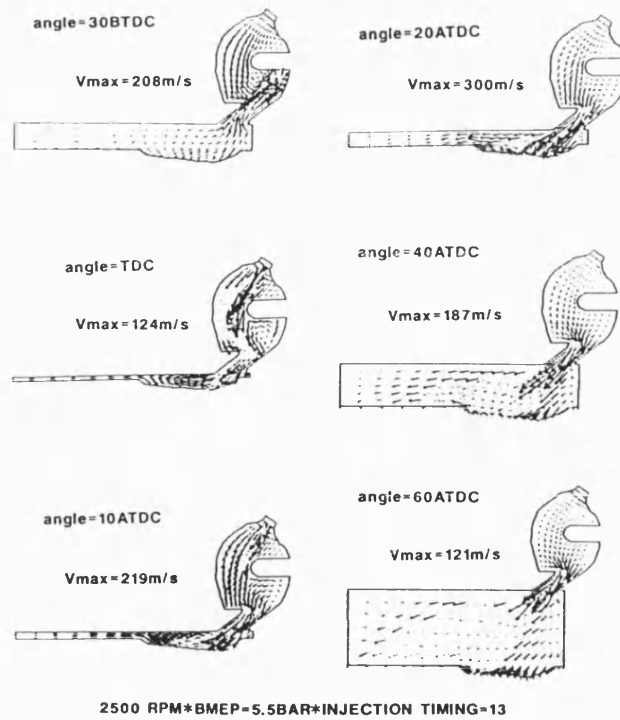 angle=30BTDC
Vmax=208m/s
angle=20ATDC
Vmax=300m/s
angle=TDC
Vmax=124m/s
angle=40ATDC
Vmax=187m/s
angle=10ATDC
Vmax=219m/s
angle=60ATDC
Vmax=121m/s
2500 RPM*BMEP=5.5BAR*INJECTION TIMING=13